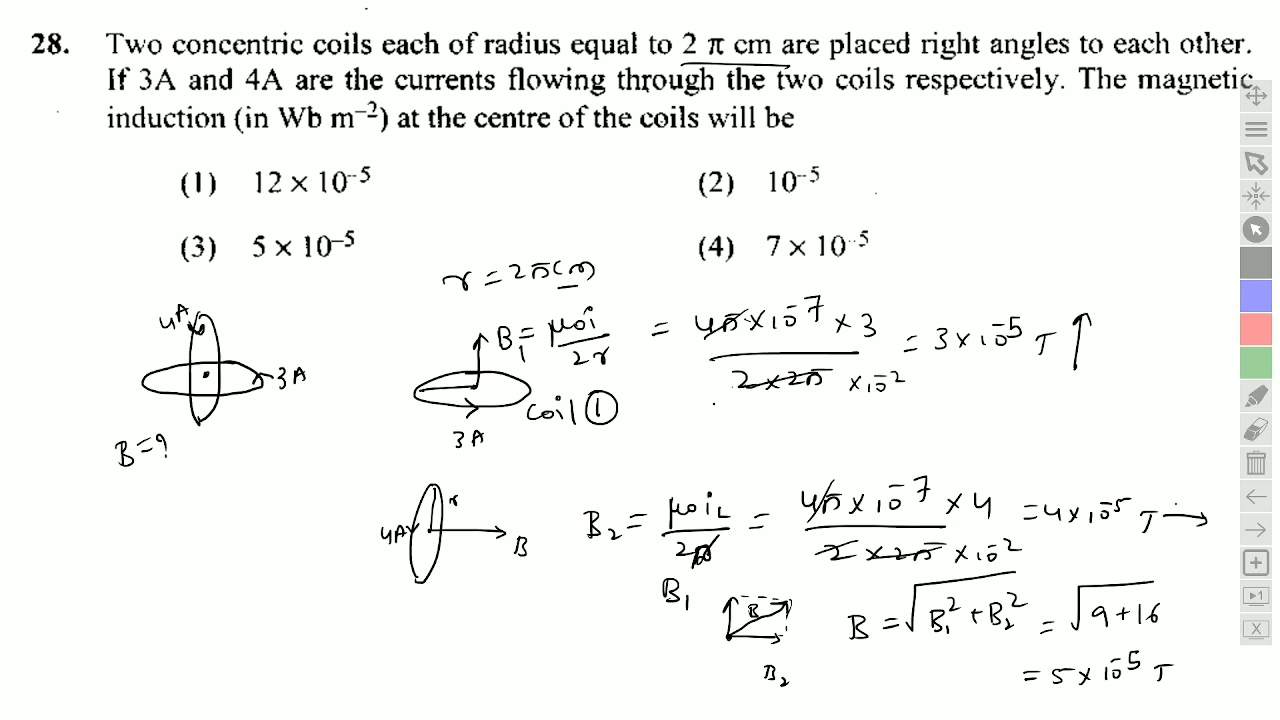 28. Two concentric coils each of radius equal to 2 π cm are placed right angles to each other.
If 3A and 4A are the currents flowing through the two coils respectively. The magnetic
induction (in Wb m⁻²) at the centre of the coils will be
(1) 12 × 10⁻⁵ (2) 10⁻⁵
(3) 5 × 10⁻⁵ (4) 7 × 10⁻⁵
r = 2π cm
4A
3A
B = ?
B₁ = μ₀i / 2r = 4π×10⁻⁷ × 3 / 2×2π ×10⁻² = 3×10⁻⁵ T ↑
coil ①
3A
4A
r
B
B₂ = μ₀i₂ / 2r = 4π×10⁻⁷ × 4 / 2×2π×10⁻² = 4×10⁻⁵ T →
B₁
B
B₂
B = √B₁² + B₂² = √9+16
= 5×10⁻⁵ T